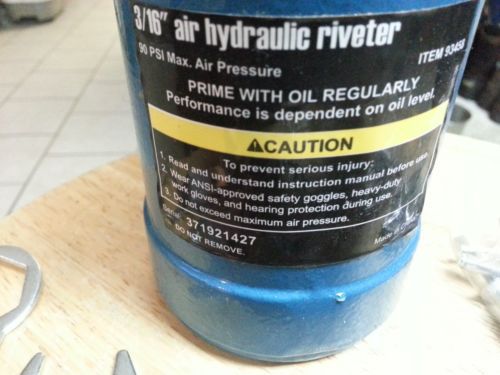 3/16" air hydraulic riveter
90 PSI Max. Air Pressure
ITEM 93458
PRIME WITH OIL REGULARLY
Performance is dependent on oil level.
CAUTION
To prevent serious injury:
1. Read and understand instruction manual before use.
2. Wear ANSI-approved safety goggles, heavy-duty
work gloves, and hearing protection during use.
3. Do not exceed maximum air pressure.
Serial: 371921427
DO NOT REMOVE.
Made in